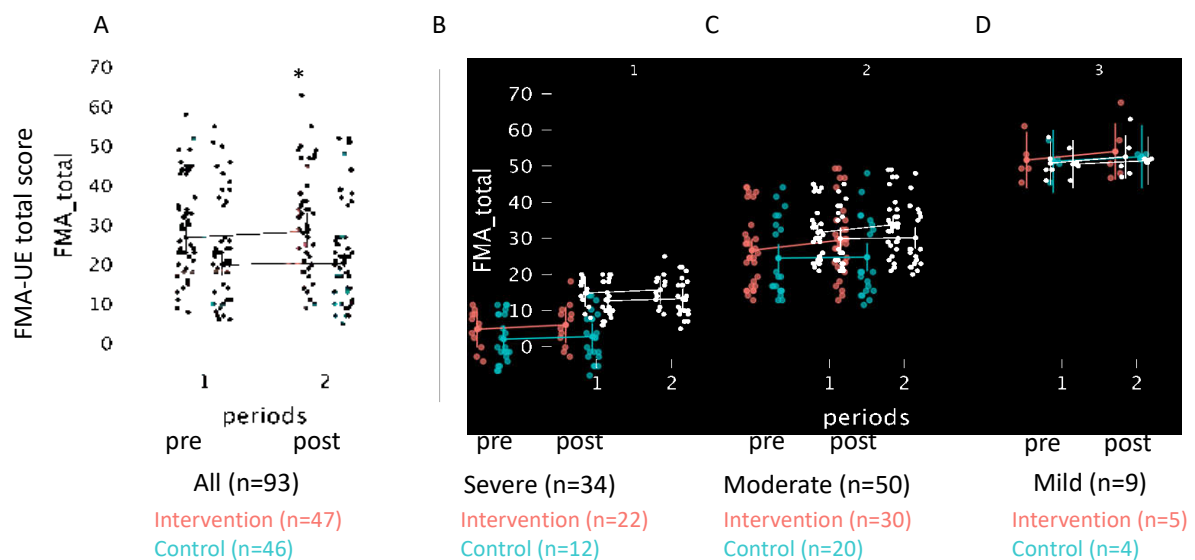 A
B
C
D
FMA-UE total score
FMA_total
70
60
50
40
30
20
10
0
*
1
2
periods
pre
post
All (n=93)
Intervention (n=47)
Control (n=46)
1
FMA_total
70
60
50
40
30
20
10
0
1
2
pre
post
Severe (n=34)
Intervention (n=22)
Control (n=12)
2
1
2
periods
pre
post
Moderate (n=50)
Intervention (n=30)
Control (n=20)
3
1
2
pre
post
Mild (n=9)
Intervention (n=5)
Control (n=4)